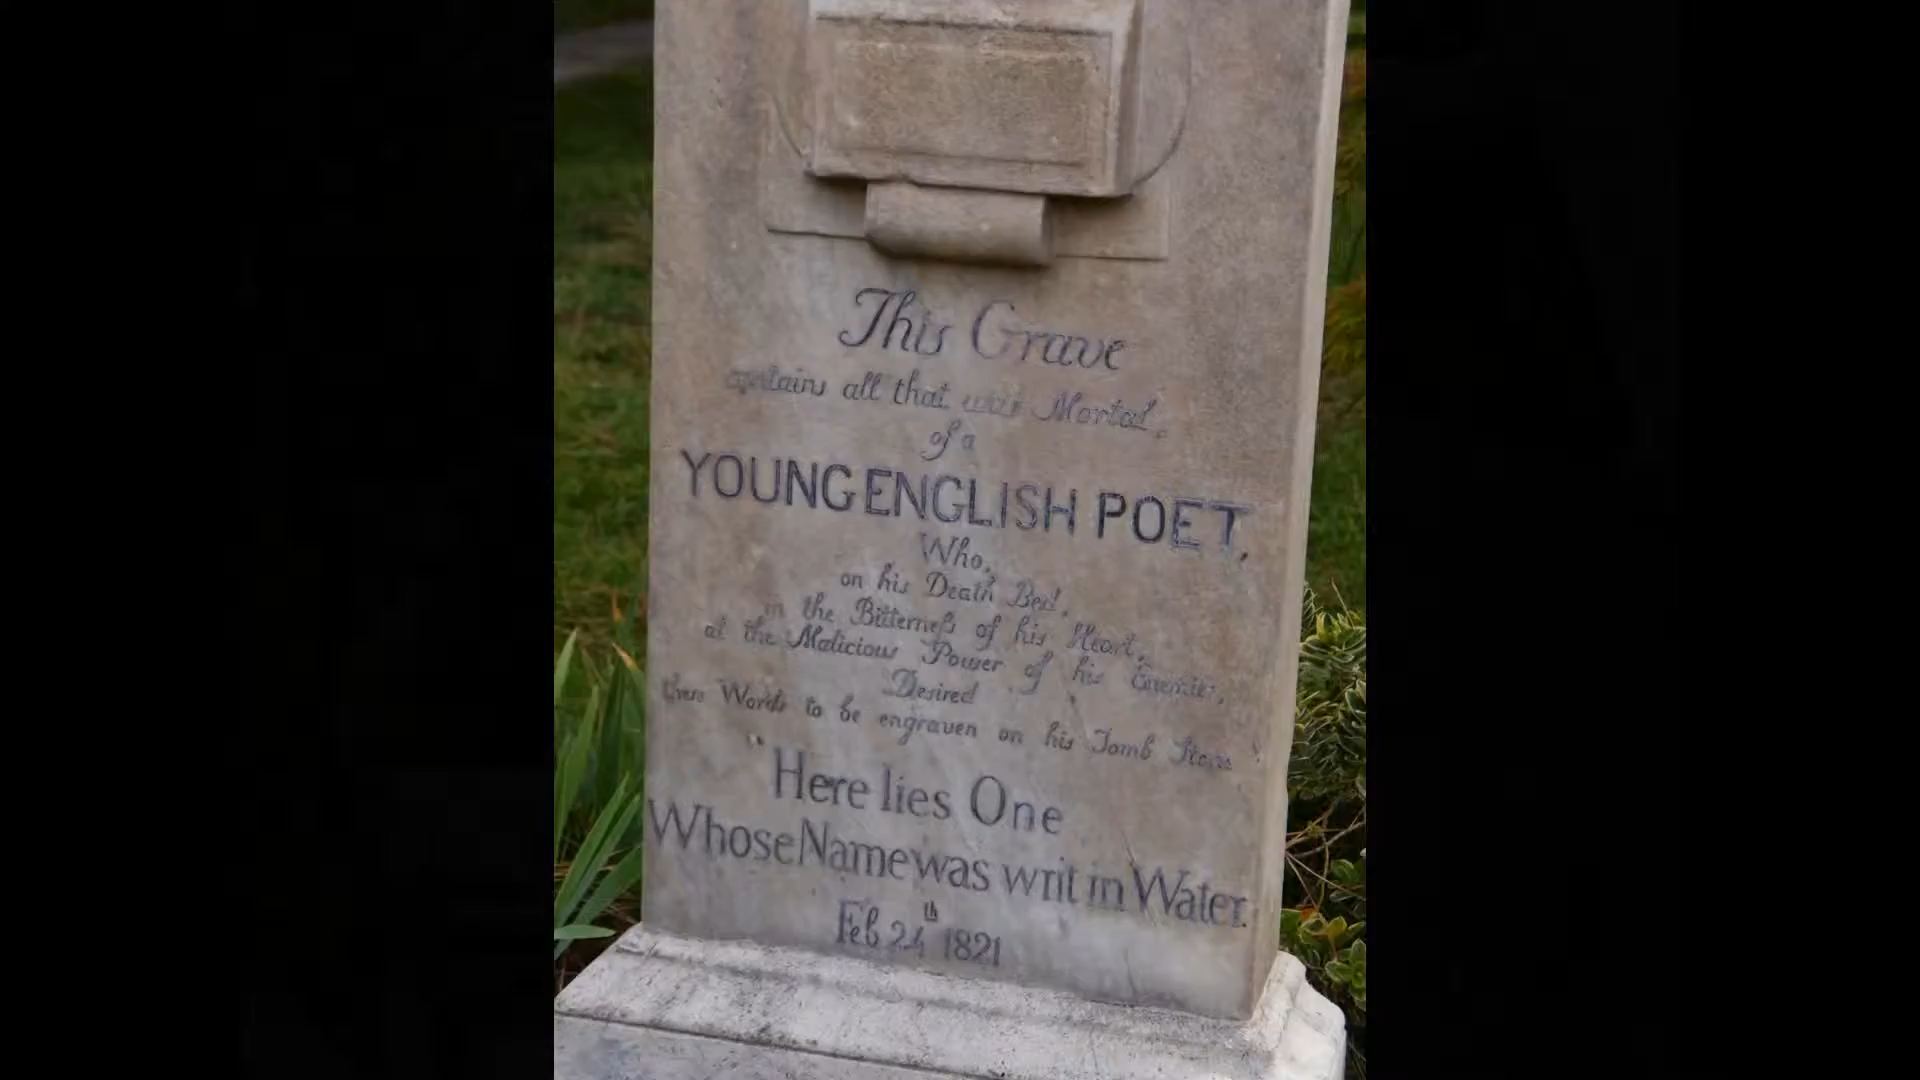 This Grave
contains all that was Mortal,
of a
YOUNG ENGLISH POET,
Who,
on his Death Bed,
in the Bitterneſs of his Heart,
at the Malicious Power of his Enemies,
Desired
these Words to be engraven on his Tomb Stone
"Here lies One
Whose Name was writ in Water.
Feb 24th 1821